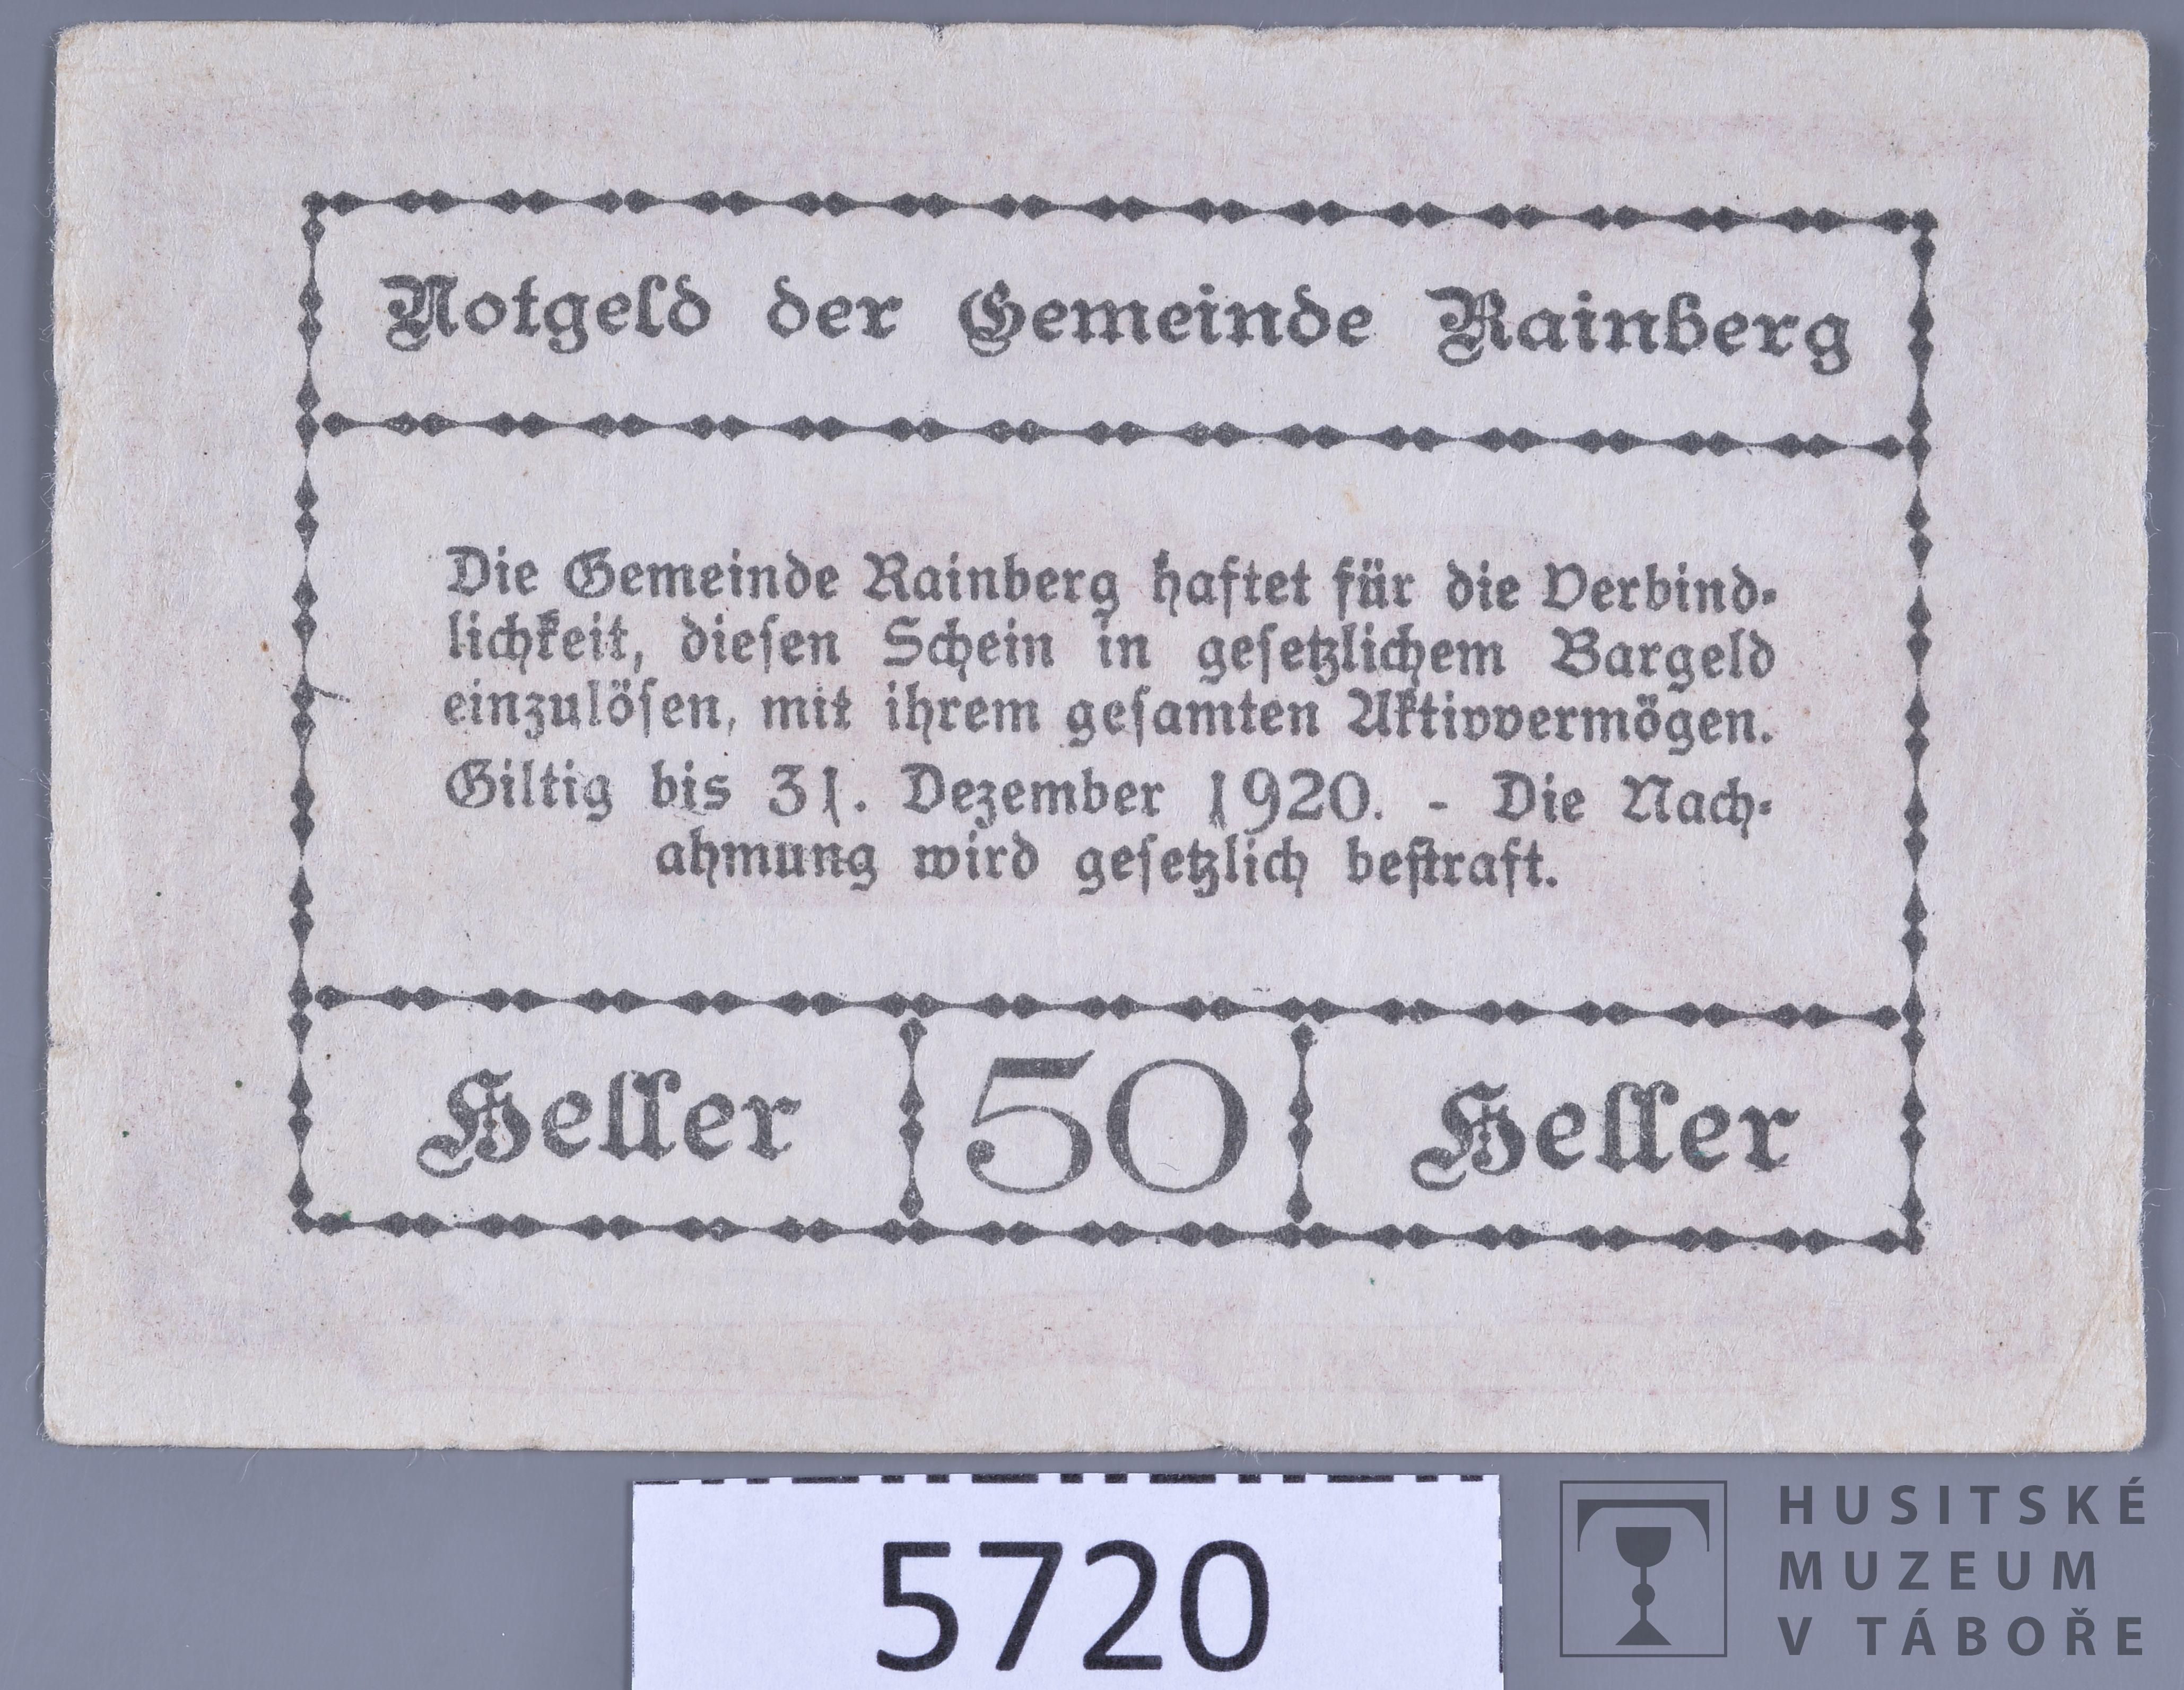 Notgeld der Gemeinde Rainberg
Die Gemeinde Rainberg haftet für die Verbind-
lichkeit, diesen Schein in gesetzlichem Bargeld
einzulösen, mit ihrem gesamten Aktivvermögen.
Giltig bis 31. Dezember 1920. - Die Nach-
ahmung wird gesetzlich bestraft.
Heller 50 Heller
5720
HUSITSKÉ
MUZEUM
V TÁBOŘE